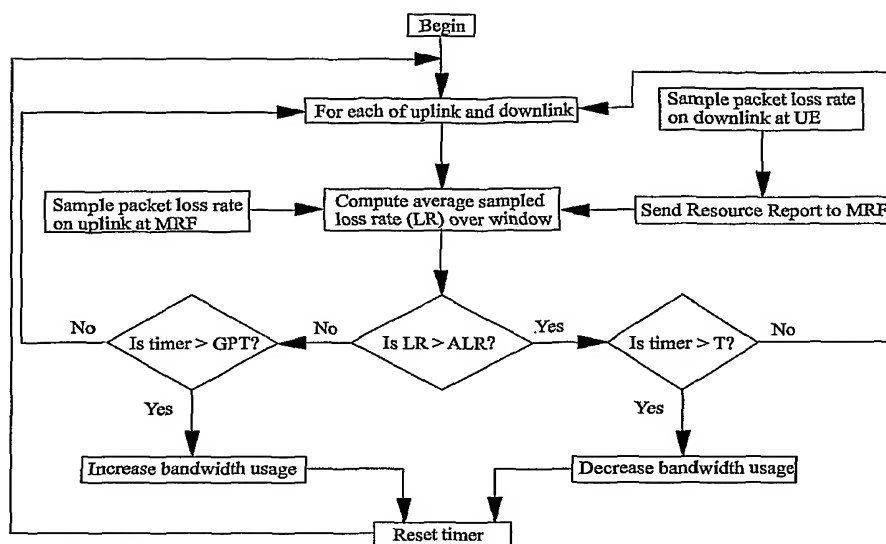 Begin
For each of uplink and downlink
Sample packet loss rate
on downlink at UE
Sample packet loss rate
on uplink at MRF
Compute average sampled
loss rate (LR) over window
Send Resource Report to MRF
No
Is timer > GPT?
No
Is LR > ALR?
Yes
Is timer > T?
No
Yes
Yes
Increase bandwidth usage
Decrease bandwidth usage
Reset timer